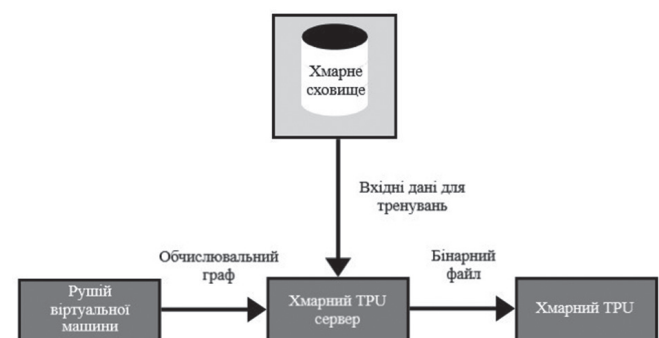 Хмарне
сховище
Вхідні дані для
тренувань
Обчислювальний
граф
Бінарний
файл
Рушій
віртуальної
машини
Хмарний TPU
сервер
Хмарний TPU